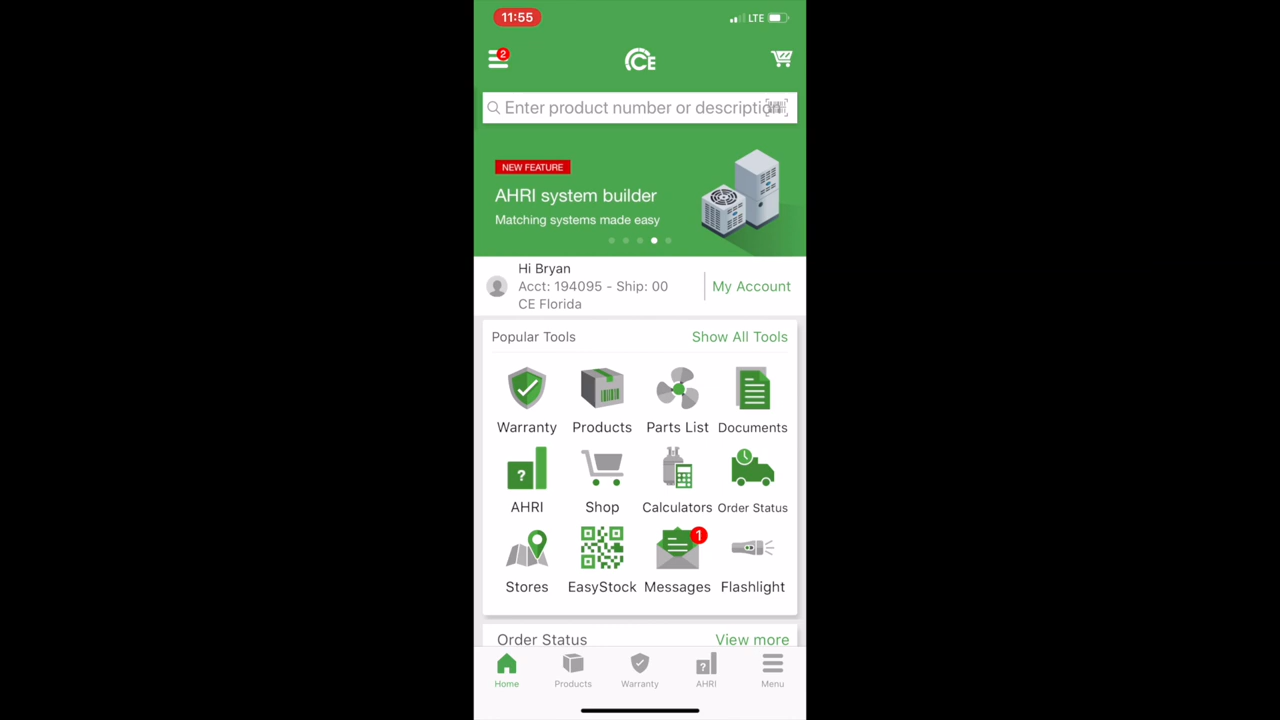 11:55
LTE
2
CE
Enter product number or description
NEW FEATURE
AHRI system builder
Matching systems made easy
Hi Bryan
Acct: 194095 - Ship: 00
CE Florida
My Account
Popular Tools
Show All Tools
Warranty
Products
Parts List
Documents
?
AHRI
Shop
Calculators
Order Status
1
Stores
EasyStock
Messages
Flashlight
Order Status
View more
?
Home
Products
Warranty
AHRI
Menu